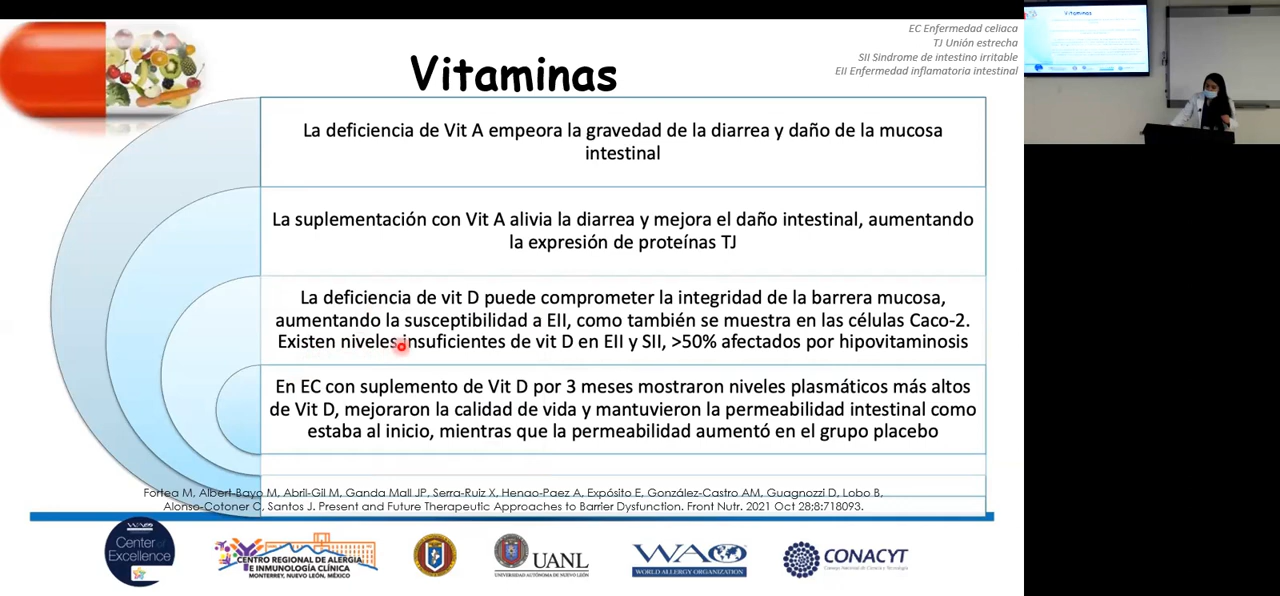 EC Enfermedad celiaca
TJ Unión estrecha
SII Sindrome de intestino irritable
EII Enfermedad inflamatoria intestinal
Vitaminas
La deficiencia de Vit A empeora la gravedad de la diarrea y daño de la mucosa
intestinal
La suplementación con Vit A alivia la diarrea y mejora el daño intestinal, aumentando
la expresión de proteínas TJ
La deficiencia de vit D puede comprometer la integridad de la barrera mucosa,
aumentando la susceptibilidad a EII, como también se muestra en las células Caco-2.
Existen niveles insuficientes de vit D en EII y SII, >50% afectados por hipovitaminosis
En EC con suplemento de Vit D por 3 meses mostraron niveles plasmáticos más altos
de Vit D, mejoraron la calidad de vida y mantuvieron la permeabilidad intestinal como
estaba al inicio, mientras que la permeabilidad aumentó en el grupo placebo
Fortea M, Albert-Bayo M, Abril-Gil M, Ganda Mall JP, Serra-Ruiz X, Henao-Paez A, Expósito E, González-Castro AM, Guagnozzi D, Lobo B,
Alonso-Cotoner C, Santos J. Present and Future Therapeutic Approaches to Barrier Dysfunction. Front Nutr. 2021 Oct 28;8:718093.
Center of
Excellence
CENTRO REGIONAL DE ALERGIA
E INMUNOLOGÍA CLÍNICA
MONTERREY, NUEVO LEÓN, MÉXICO
UANL
UNIVERSIDAD AUTÓNOMA DE NUEVO LEÓN
WAO
WORLD ALLERGY ORGANIZATION
CONACYT
Consejo Nacional de Ciencia y Tecnología
Vitaminas